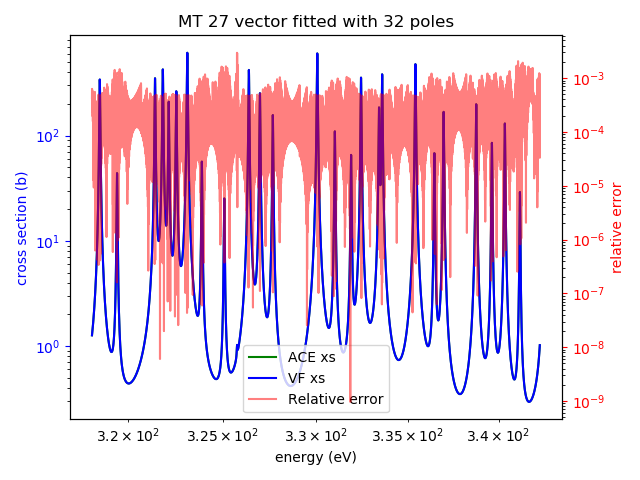 MT 27 vector fitted with 32 poles
cross section (b)
10²
10¹
10⁰
10⁻³
10⁻⁴
10⁻⁵
10⁻⁶
10⁻⁷
10⁻⁸
10⁻⁹
relative error
ACE xs
VF xs
Relative error
3.2 × 10² 3.25 × 10² 3.3 × 10² 3.35 × 10² 3.4 × 10²
energy (eV)